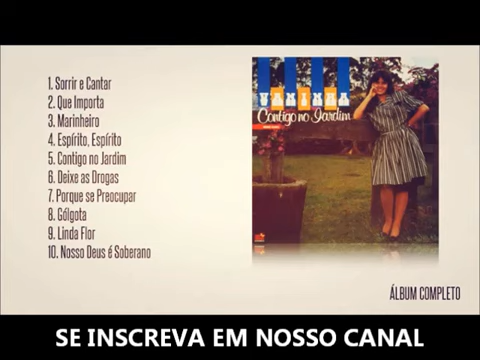 1. Sorrir e Cantar
2. Que Importa
3. Marinheiro
4. Espírito, Espírito
5. Contigo no Jardim
6. Deixe as Drogas
7. Porque se Preocupar
8. Gólgota
9. Linda Flor
10. Nosso Deus é Soberano
VANINHA
Contigo no Jardim
ÁLBUM COMPLETO
SE INSCREVA EM NOSSO CANAL